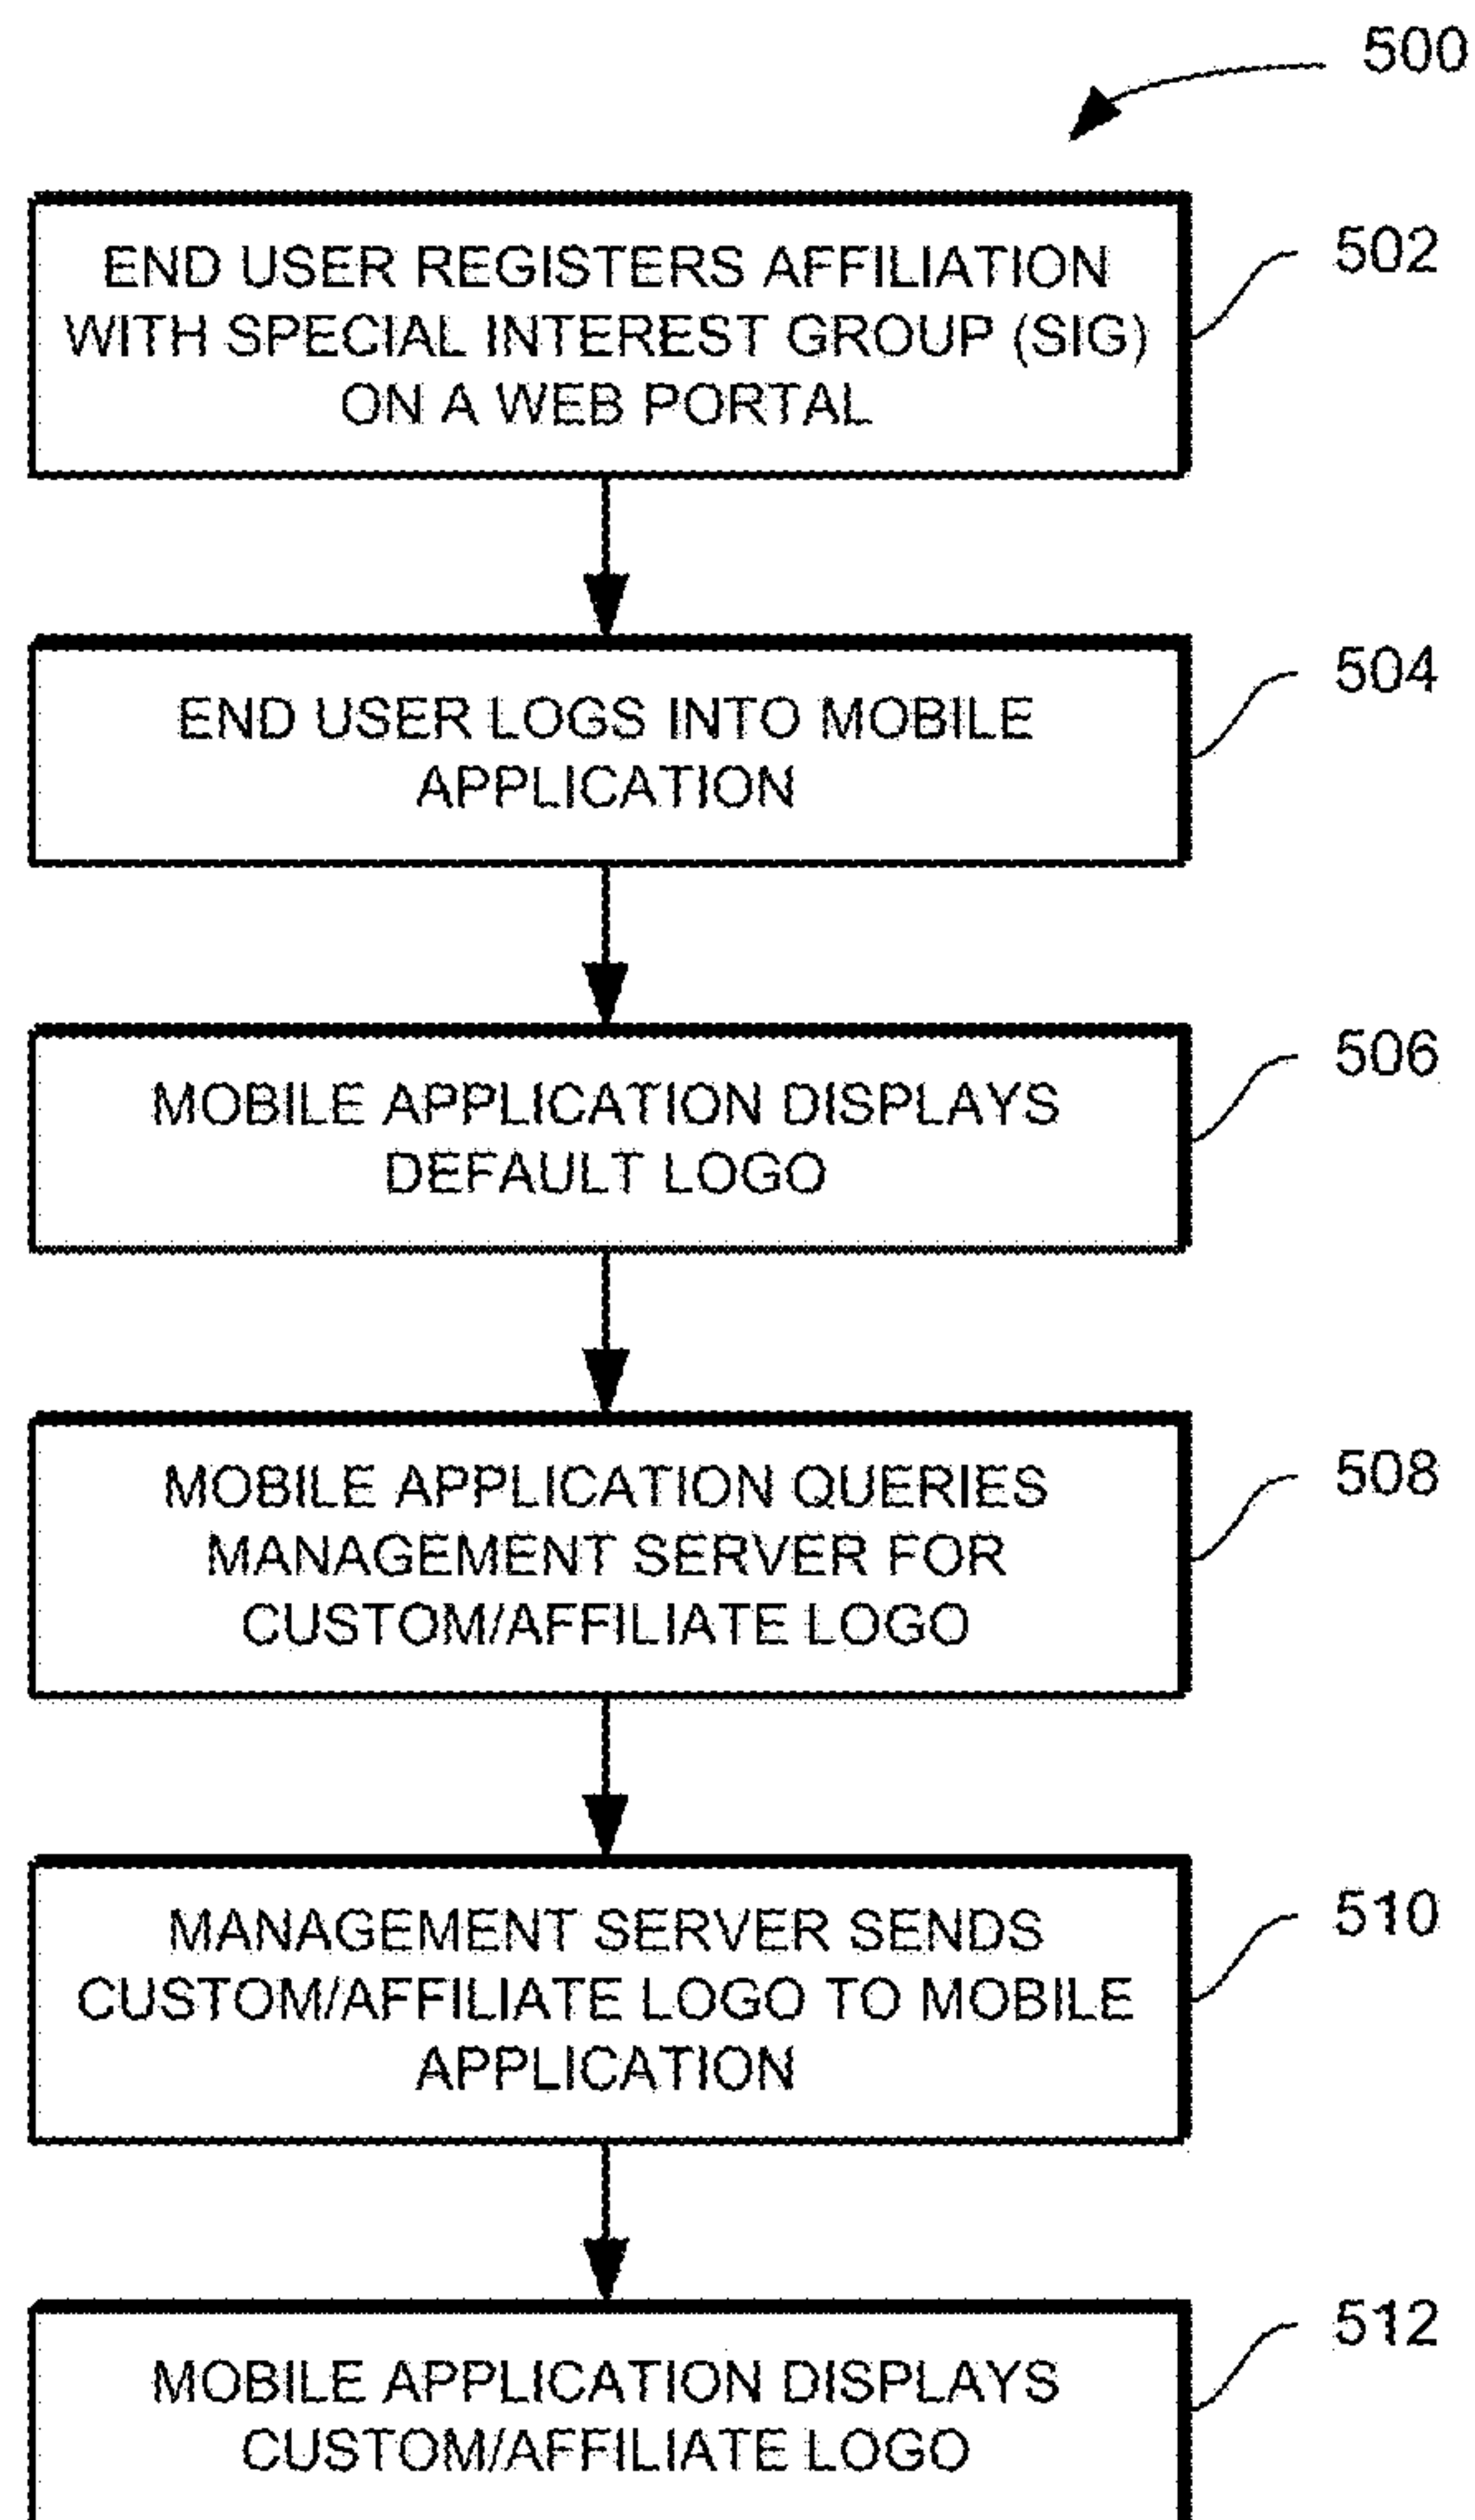 500
END USER REGISTERS AFFILIATION
WITH SPECIAL INTEREST GROUP (SIG)
ON A WEB PORTAL
502
END USER LOGS INTO MOBILE
APPLICATION
504
MOBILE APPLICATION DISPLAYS
DEFAULT LOGO
506
MOBILE APPLICATION QUERIES
MANAGEMENT SERVER FOR
CUSTOM/AFFILIATE LOGO
508
MANAGEMENT SERVER SENDS
CUSTOM/AFFILIATE LOGO TO MOBILE
APPLICATION
510
MOBILE APPLICATION DISPLAYS
CUSTOM/AFFILIATE LOGO
512